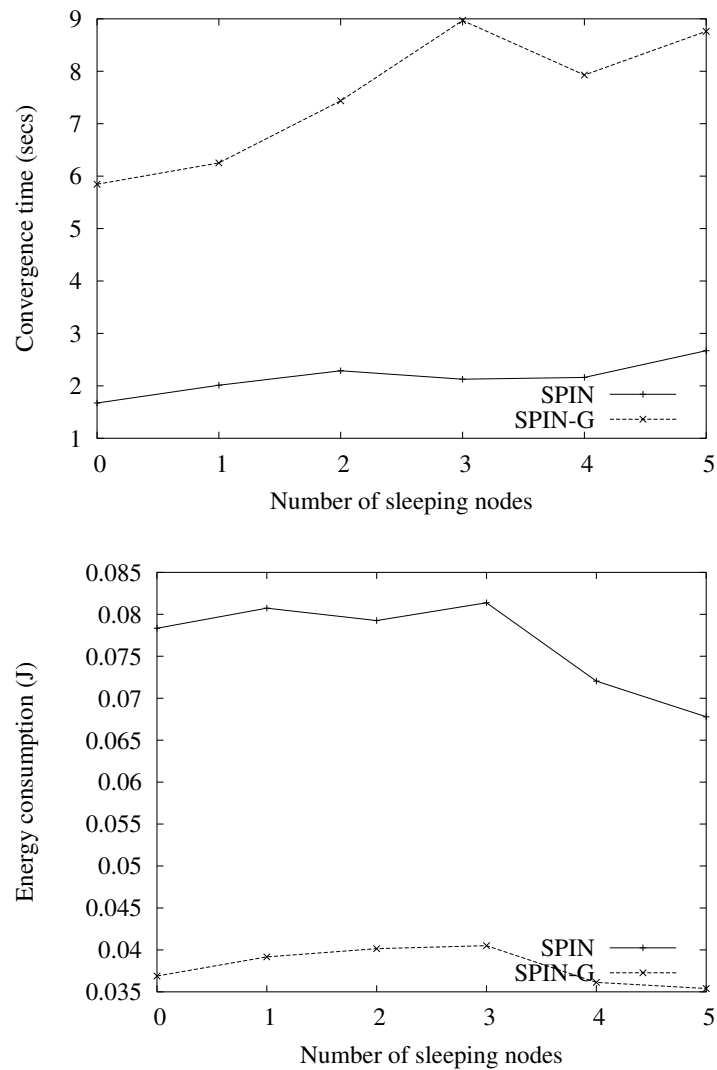 9
8
7
6
5
4
3
2
1
Convergence time (secs)
SPIN
SPIN-G
0 1 2 3 4 5
Number of sleeping nodes
0.085
0.08
0.075
0.07
0.065
0.06
0.055
0.05
0.045
0.04
0.035
Energy consumption (J)
SPIN
SPIN-G
0 1 2 3 4 5
Number of sleeping nodes